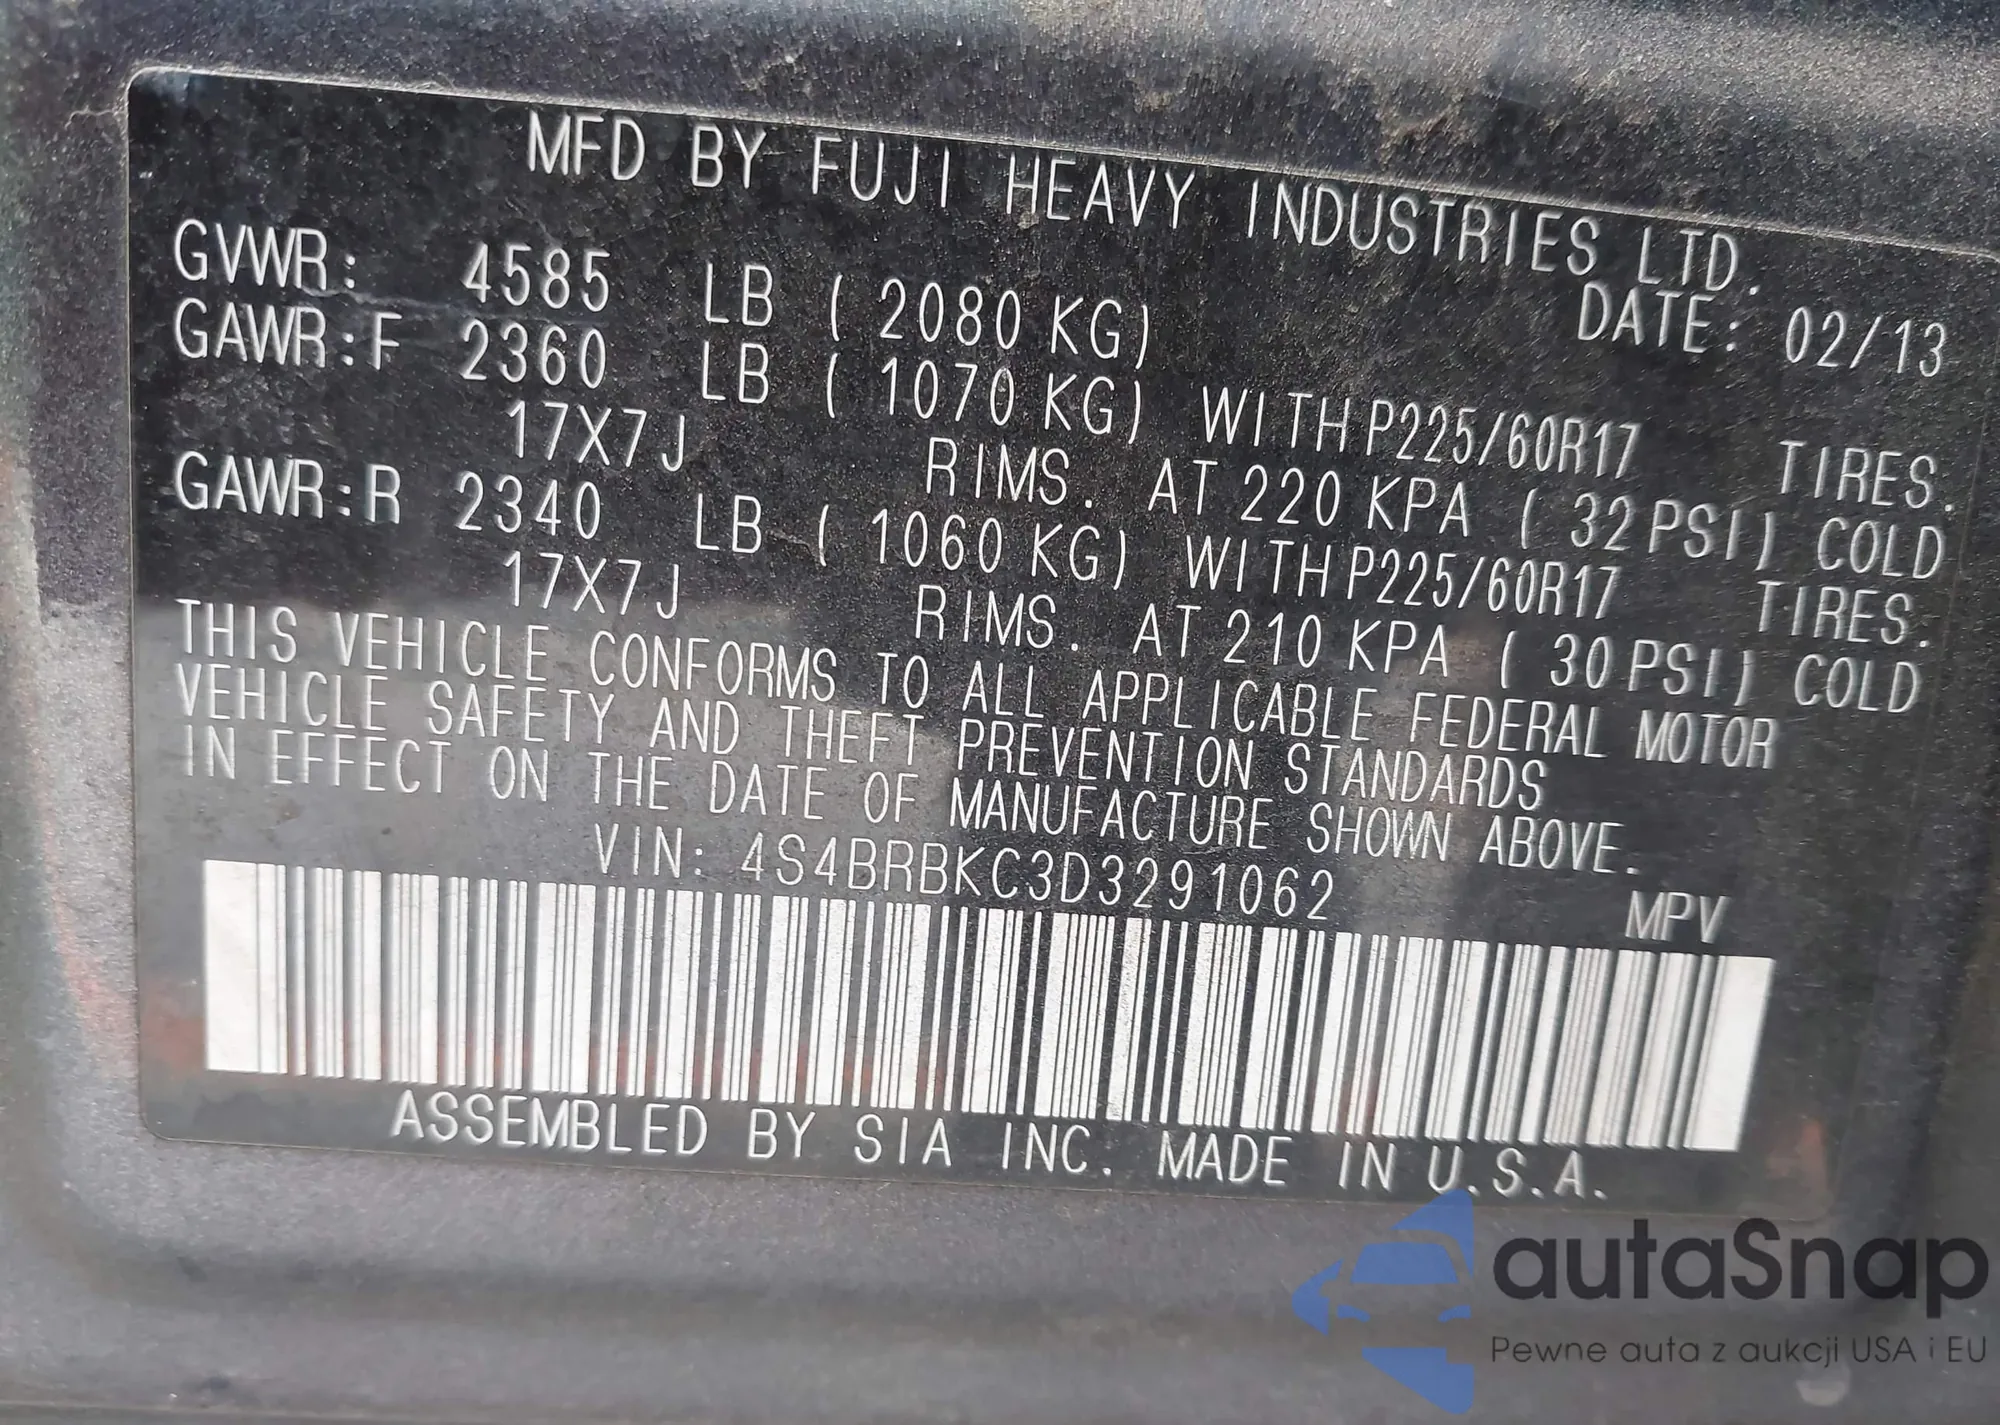 MFD BY FUJI HEAVY INDUSTRIES LTD.
DATE: 02/13
GVWR: 4585 LB ( 2080 KG)
GAWR:F 2360 LB ( 1070 KG) WITH P225/60R17 TIRES.
17X7J RIMS. AT 220 KPA ( 32 PSI) COLD
GAWR:R 2340 LB ( 1060 KG) WITH P225/60R17 TIRES.
17X7J RIMS. AT 210 KPA ( 30 PSI) COLD
THIS VEHICLE CONFORMS TO ALL APPLICABLE FEDERAL MOTOR
VEHICLE SAFETY AND THEFT PREVENTION STANDARDS
IN EFFECT ON THE DATE OF MANUFACTURE SHOWN ABOVE.
VIN: 4S4BRBKC3D3291062
MPV
ASSEMBLED BY SIA INC. MADE IN U.S.A.
autaSnap
Pewne auta z aukcji USA i EU